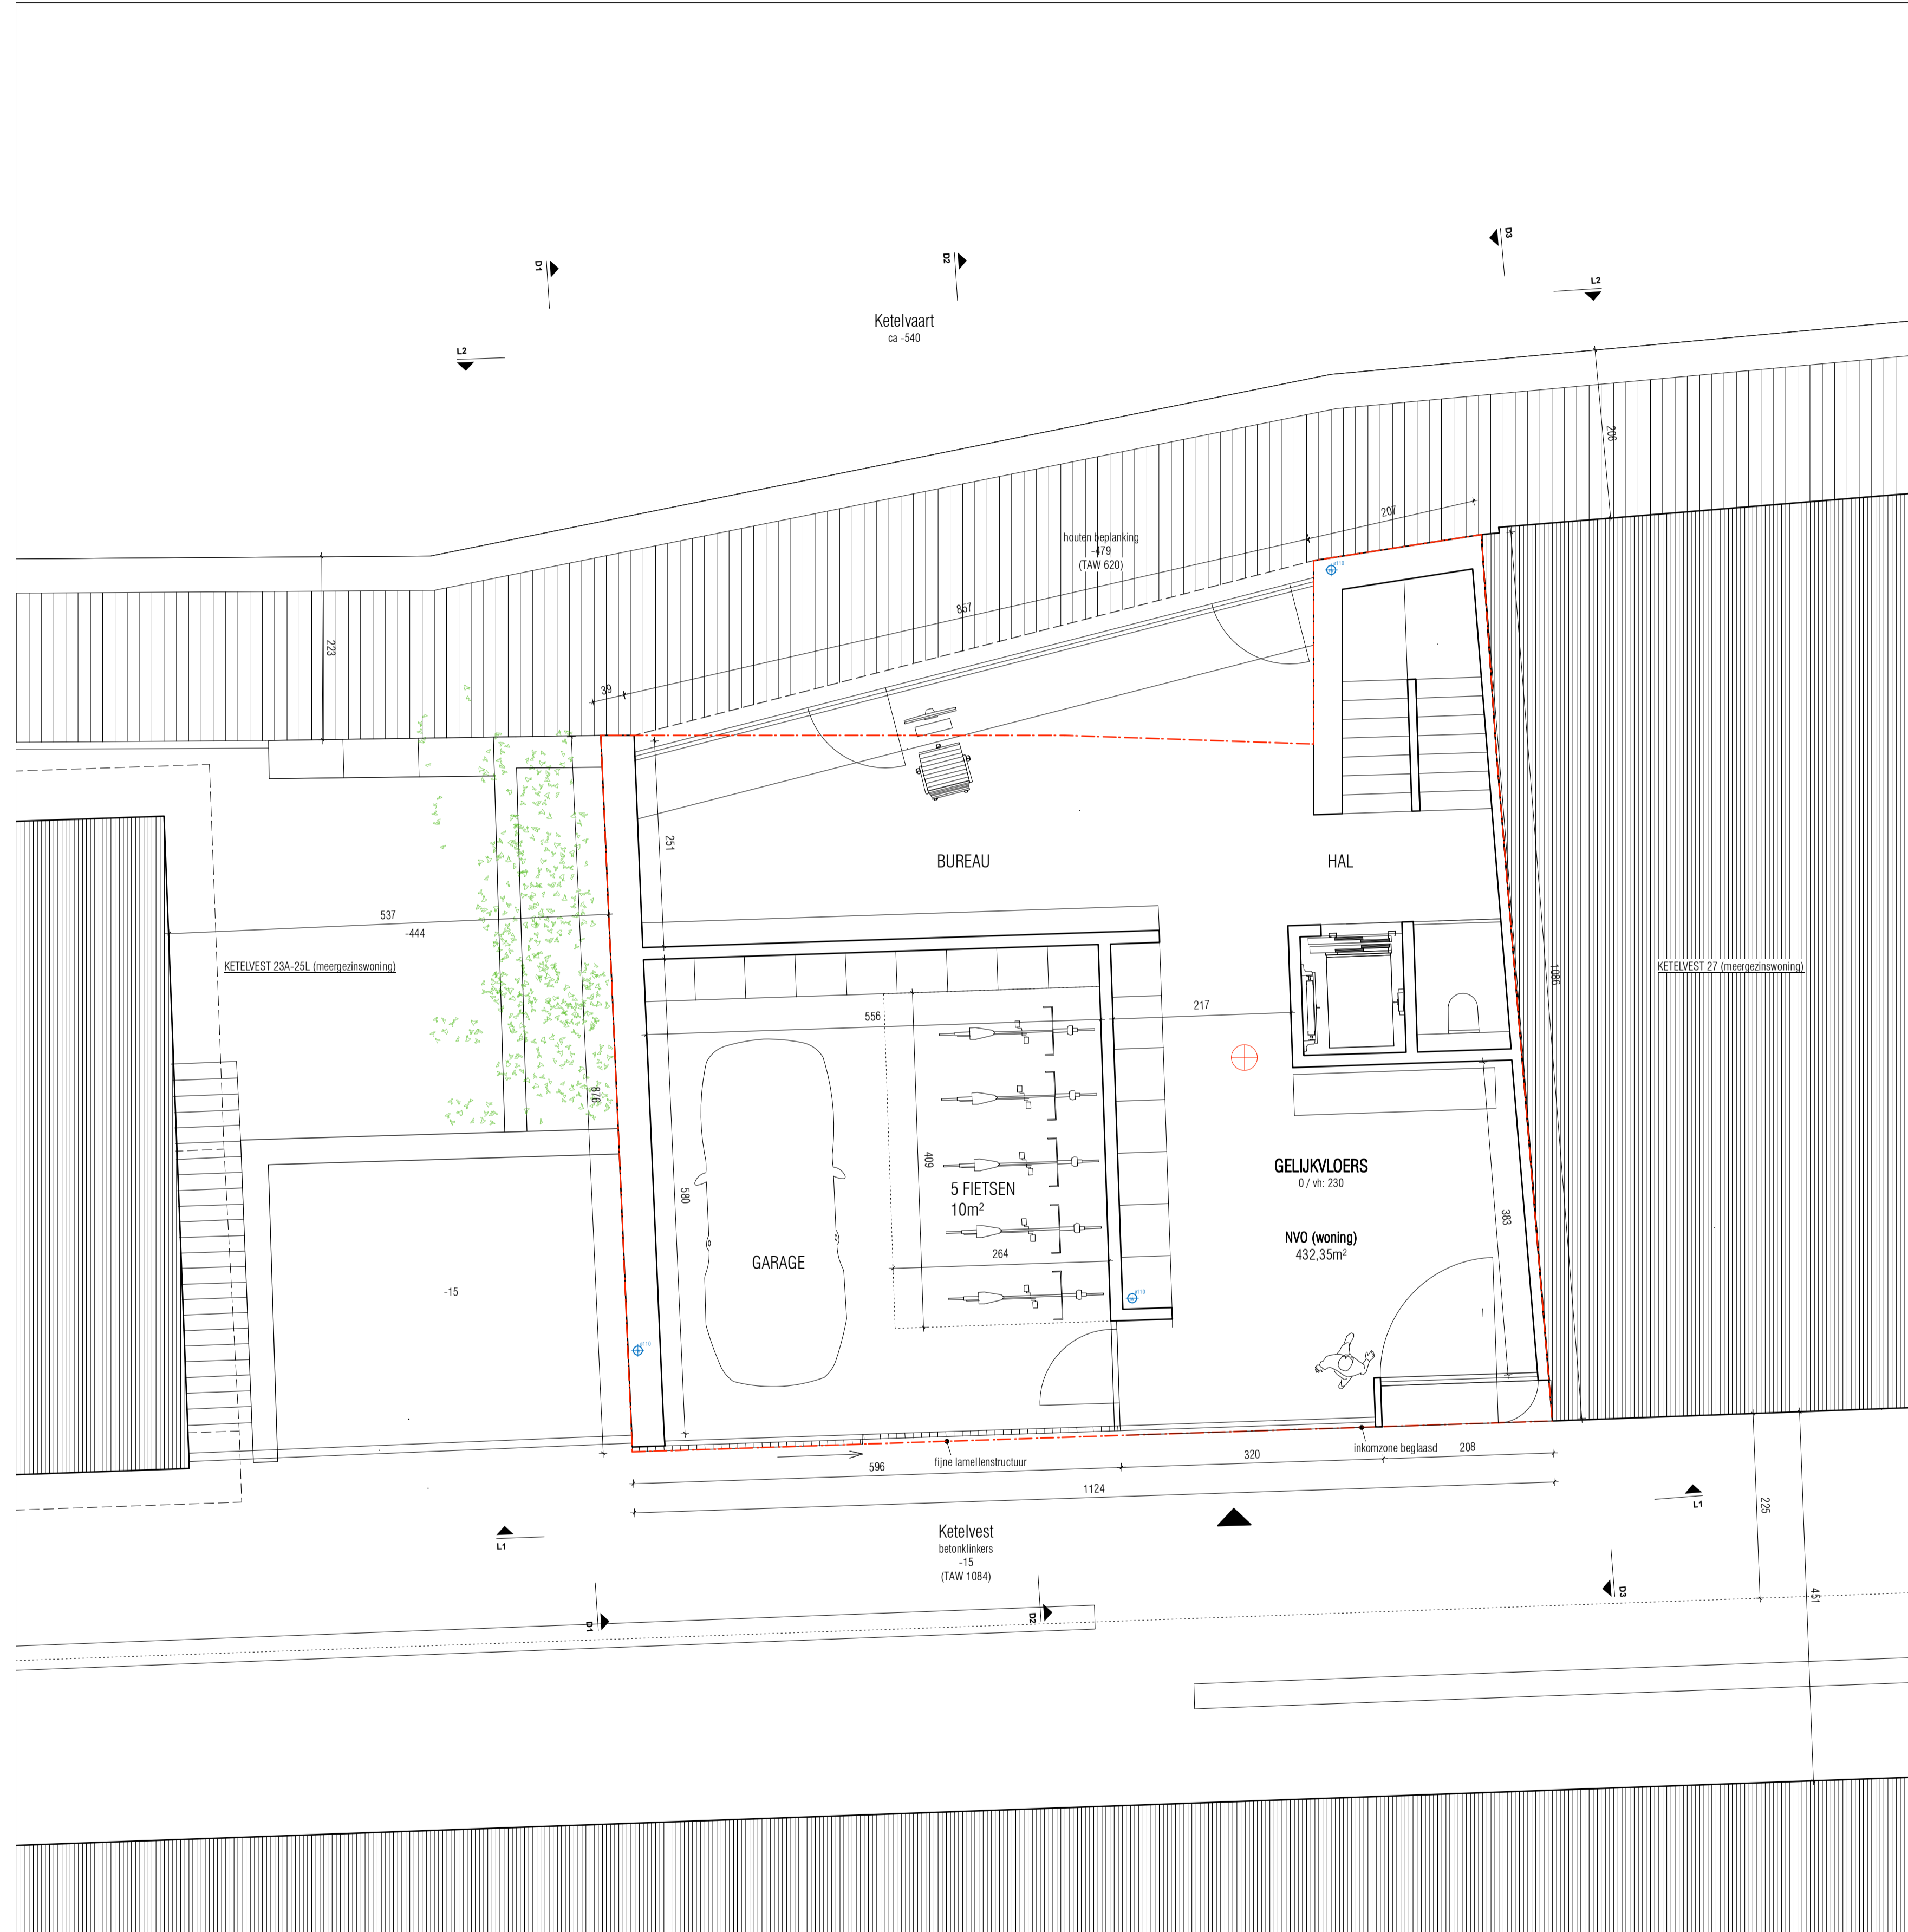 D1
D2
D3
L2
L2
Ketelvaart
ca -540
206
207
houten beplanking
-479
(TAW 620)
ø110
857
223
39
251
BUREAU
HAL
537
-444
KETELVEST 23A-25L (meergezinswoning)
1086
KETELVEST 27 (meergezinswoning)
556
217
876
409
580
5 FIETSEN
10m²
GELIJKVLOERS
0 / vh: 230
383
NVO (woning)
432,35m²
264
GARAGE
-15
ø110
ø110
fijne lamellenstructuur
inkomzone beglaasd
596
320
208
1124
L1
L1
225
Ketelvest
betonklinkers
-15
(TAW 1084)
451
D1
D2
D3